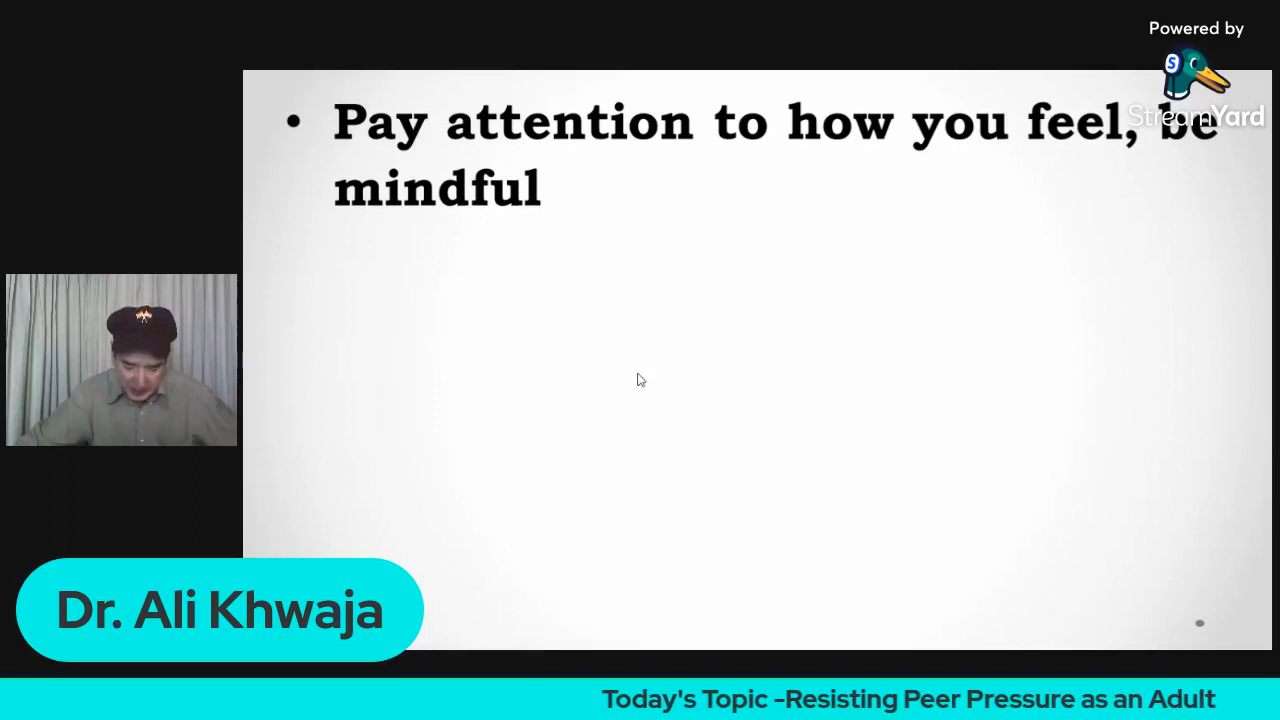 Powered by
StreamYard
• Pay attention to how you feel, be
mindful
Dr. Ali Khwaja
Today's Topic -Resisting Peer Pressure as an Adult